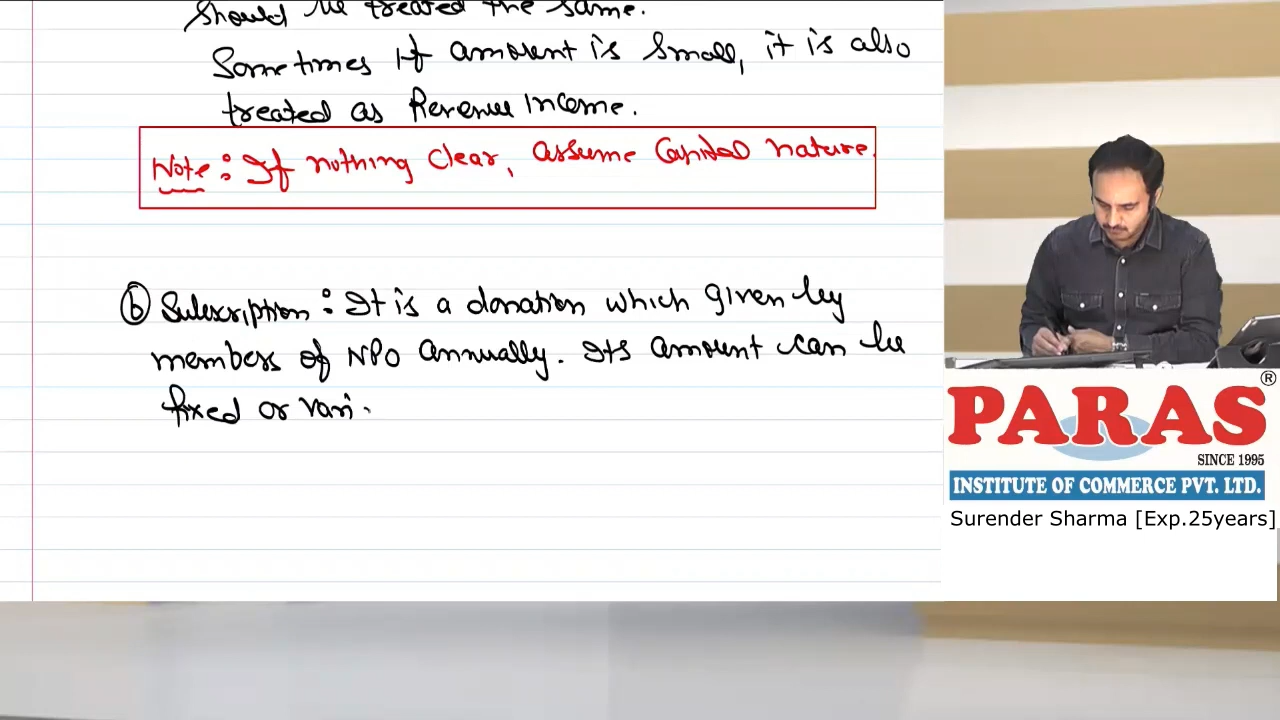 should be treated the same.
Sometimes If amount is small, it is also
treated as Revenue Income.
Note: If nothing clear, assume Capital nature.
b Subscription: It is a donation which given by
members of NPO annually. Its amount can be
fixed or vari
PARAS ®
SINCE 1995
INSTITUTE OF COMMERCE PVT. LTD.
Surender Sharma [Exp.25years]